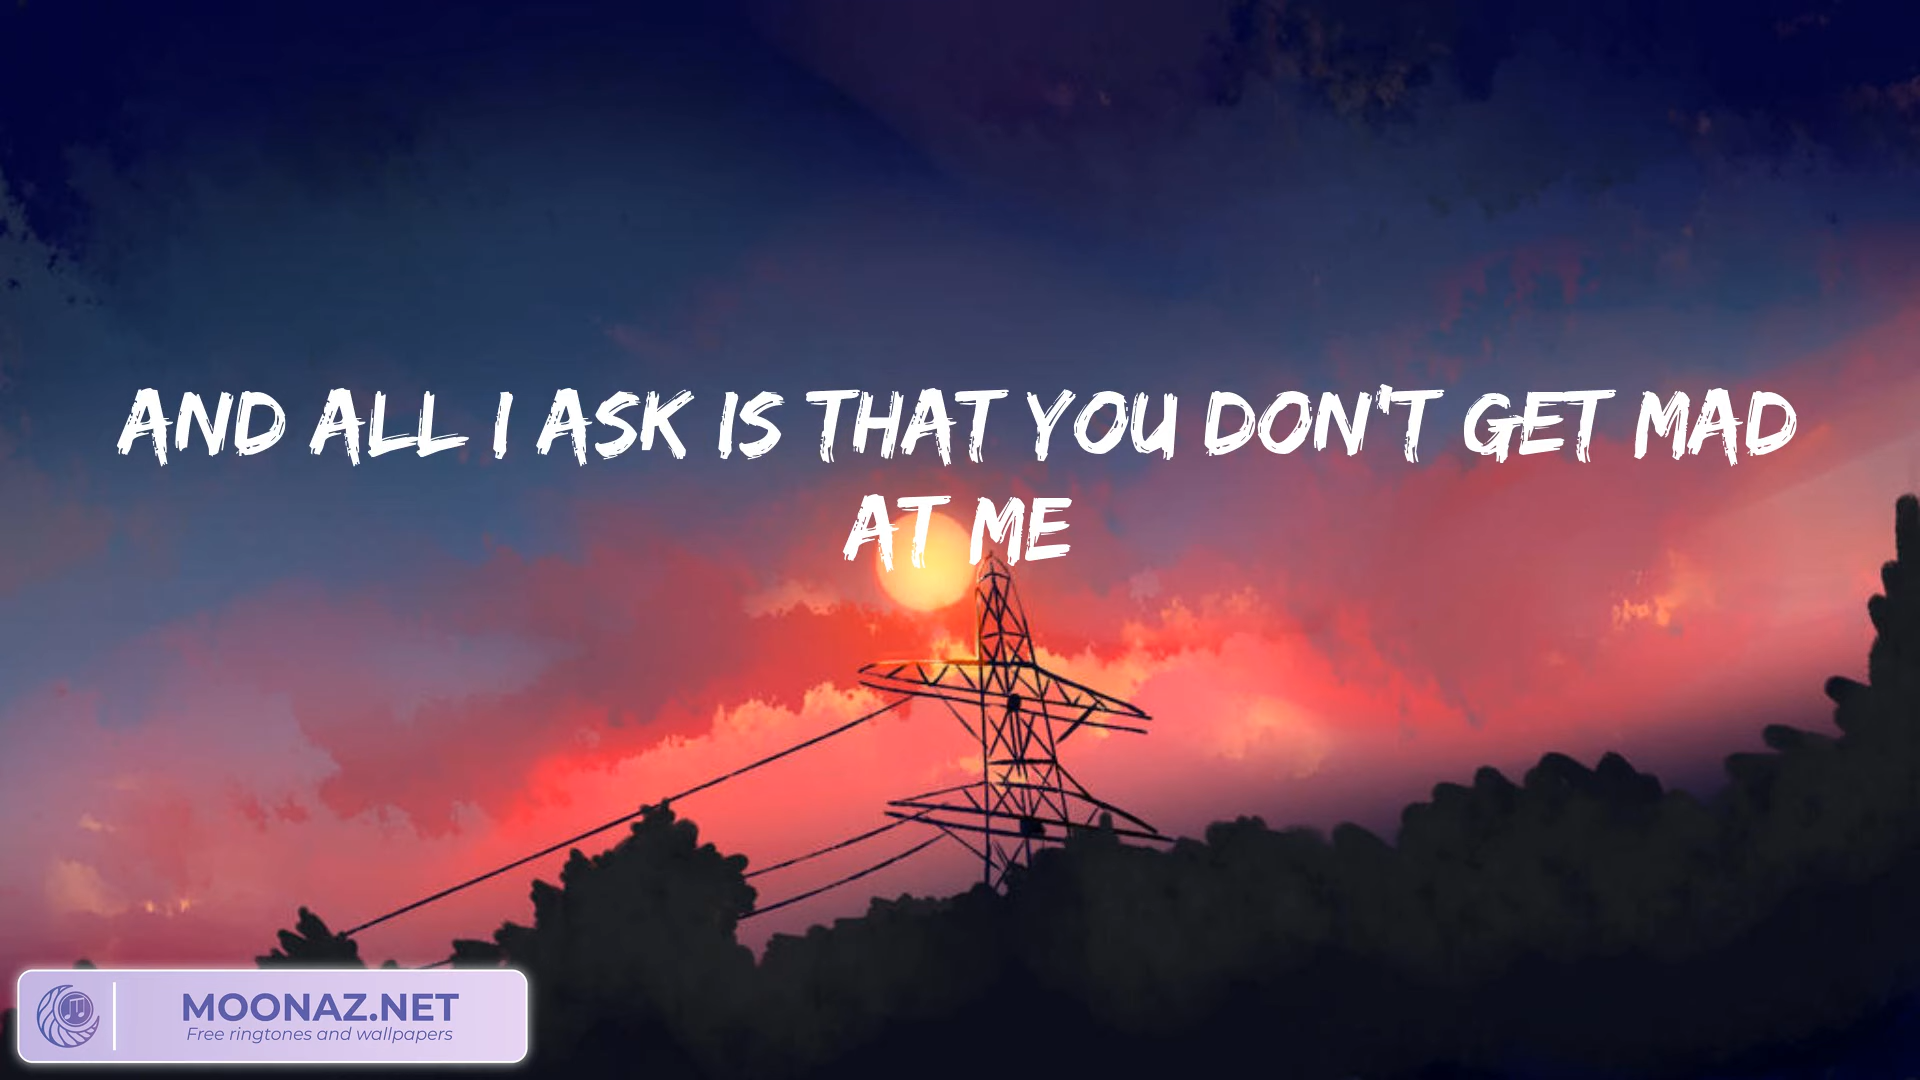 AND ALL I ASK IS THAT YOU DON'T GET MAD
AT ME
MOONAZ.NET
Free ringtones and wallpapers